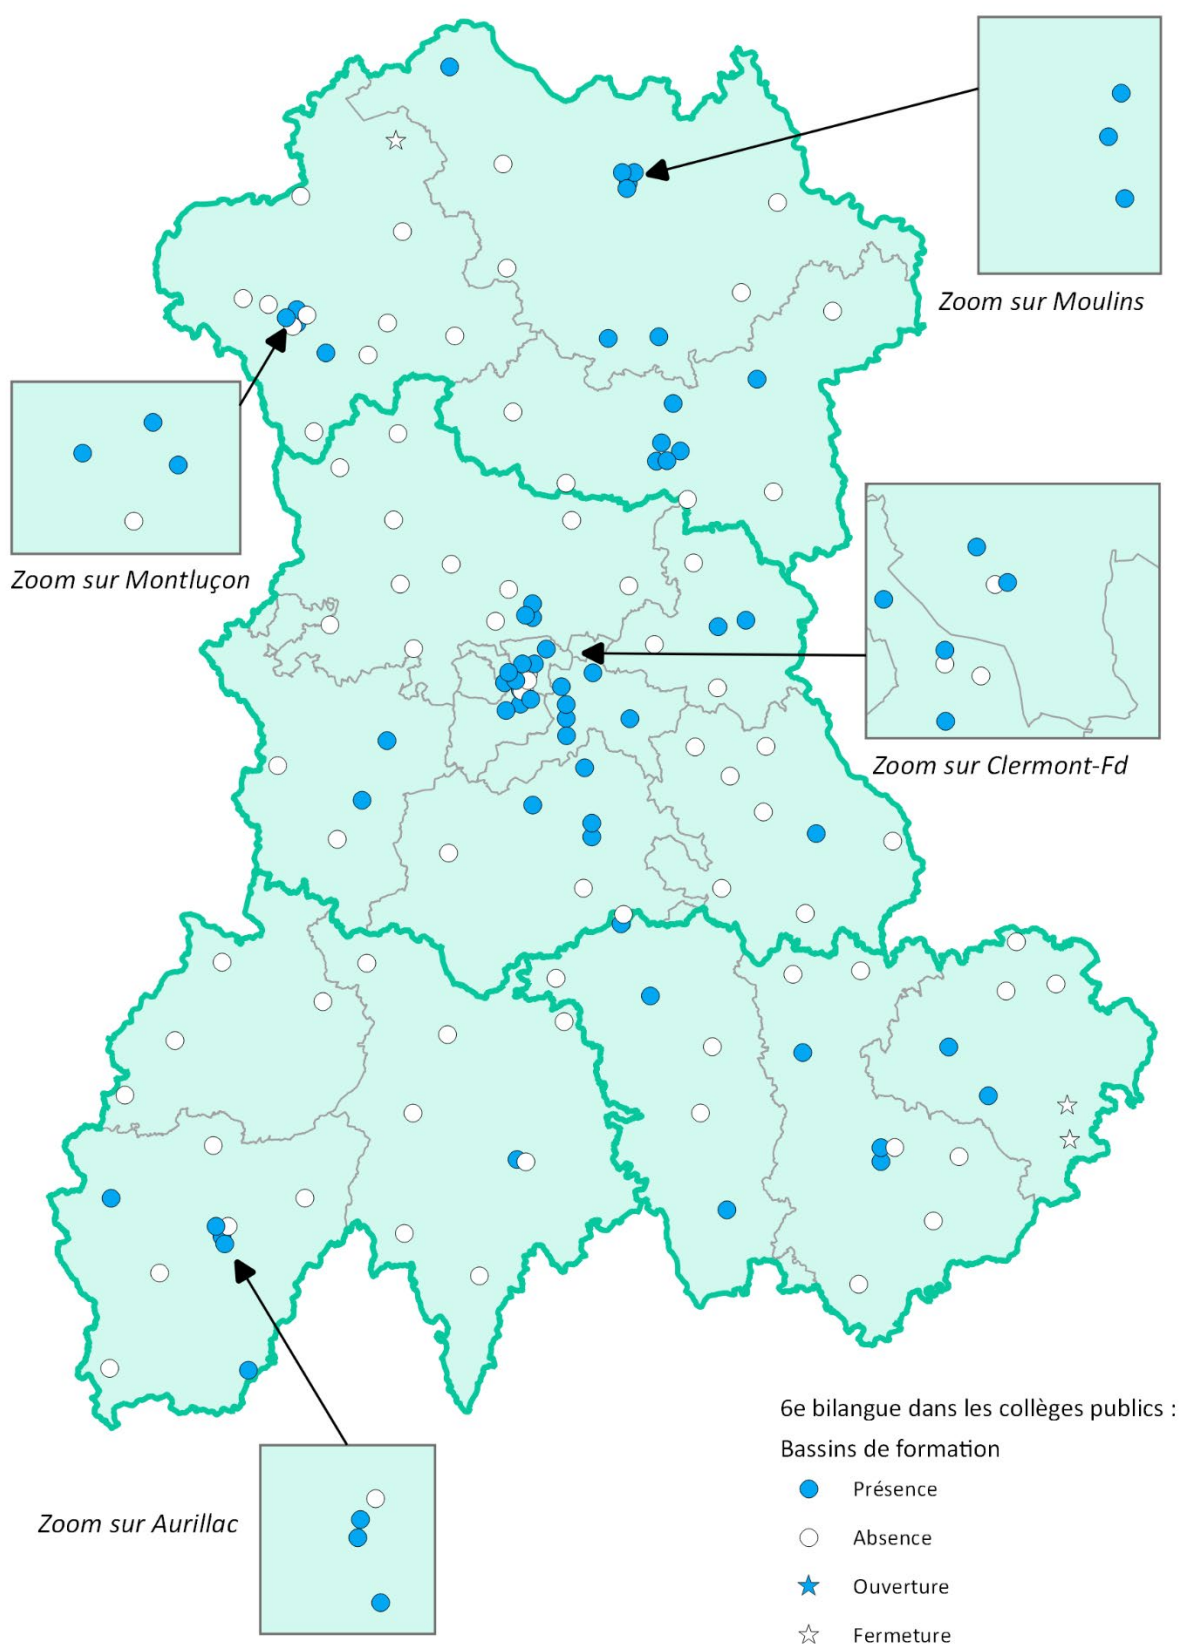 Zoom sur Moulins
Zoom sur Montluçon
Zoom sur Clermont-Fd
Zoom sur Aurillac
6e bilangue dans les collèges publics :
Bassins de formation
Présence
Absence
Ouverture
Fermeture